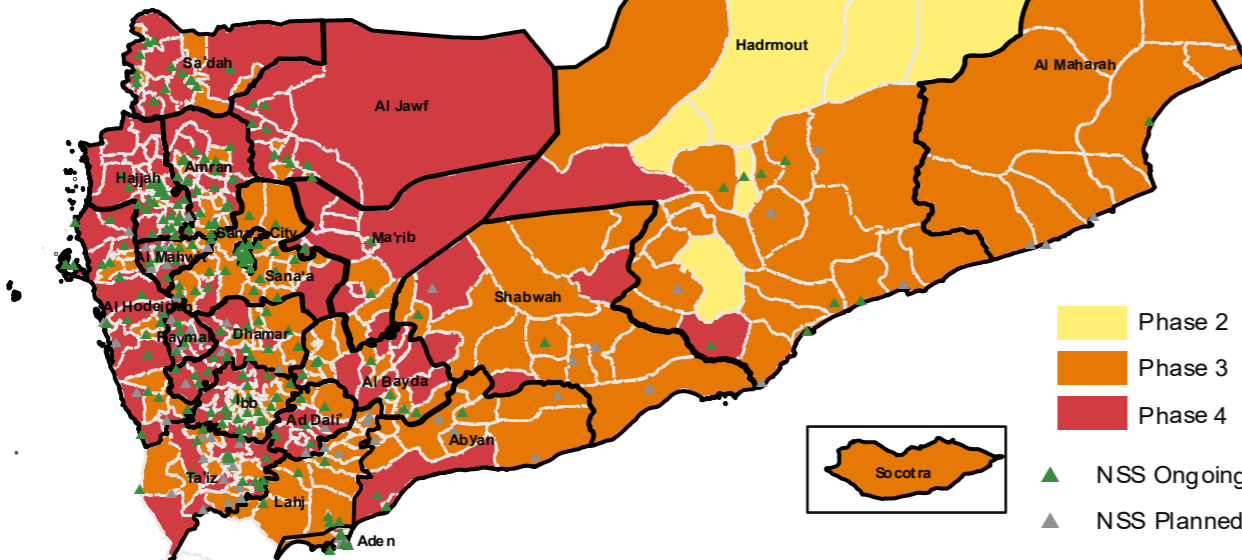 Hadrmout
Al Maharah
Sa'dah
Al Jawf
Hajjah
Amran
Sana'a City
Ma'rib
Al Mahwit
Sana'a
Shabwah
Al Hodeidah
Raymah
Dhamar
Al Bayda
Ibb
Ad Dali'
Abyan
Ta'iz
Lahj
Aden
Socotra
Phase 2
Phase 3
Phase 4
NSS Ongoing
NSS Planned